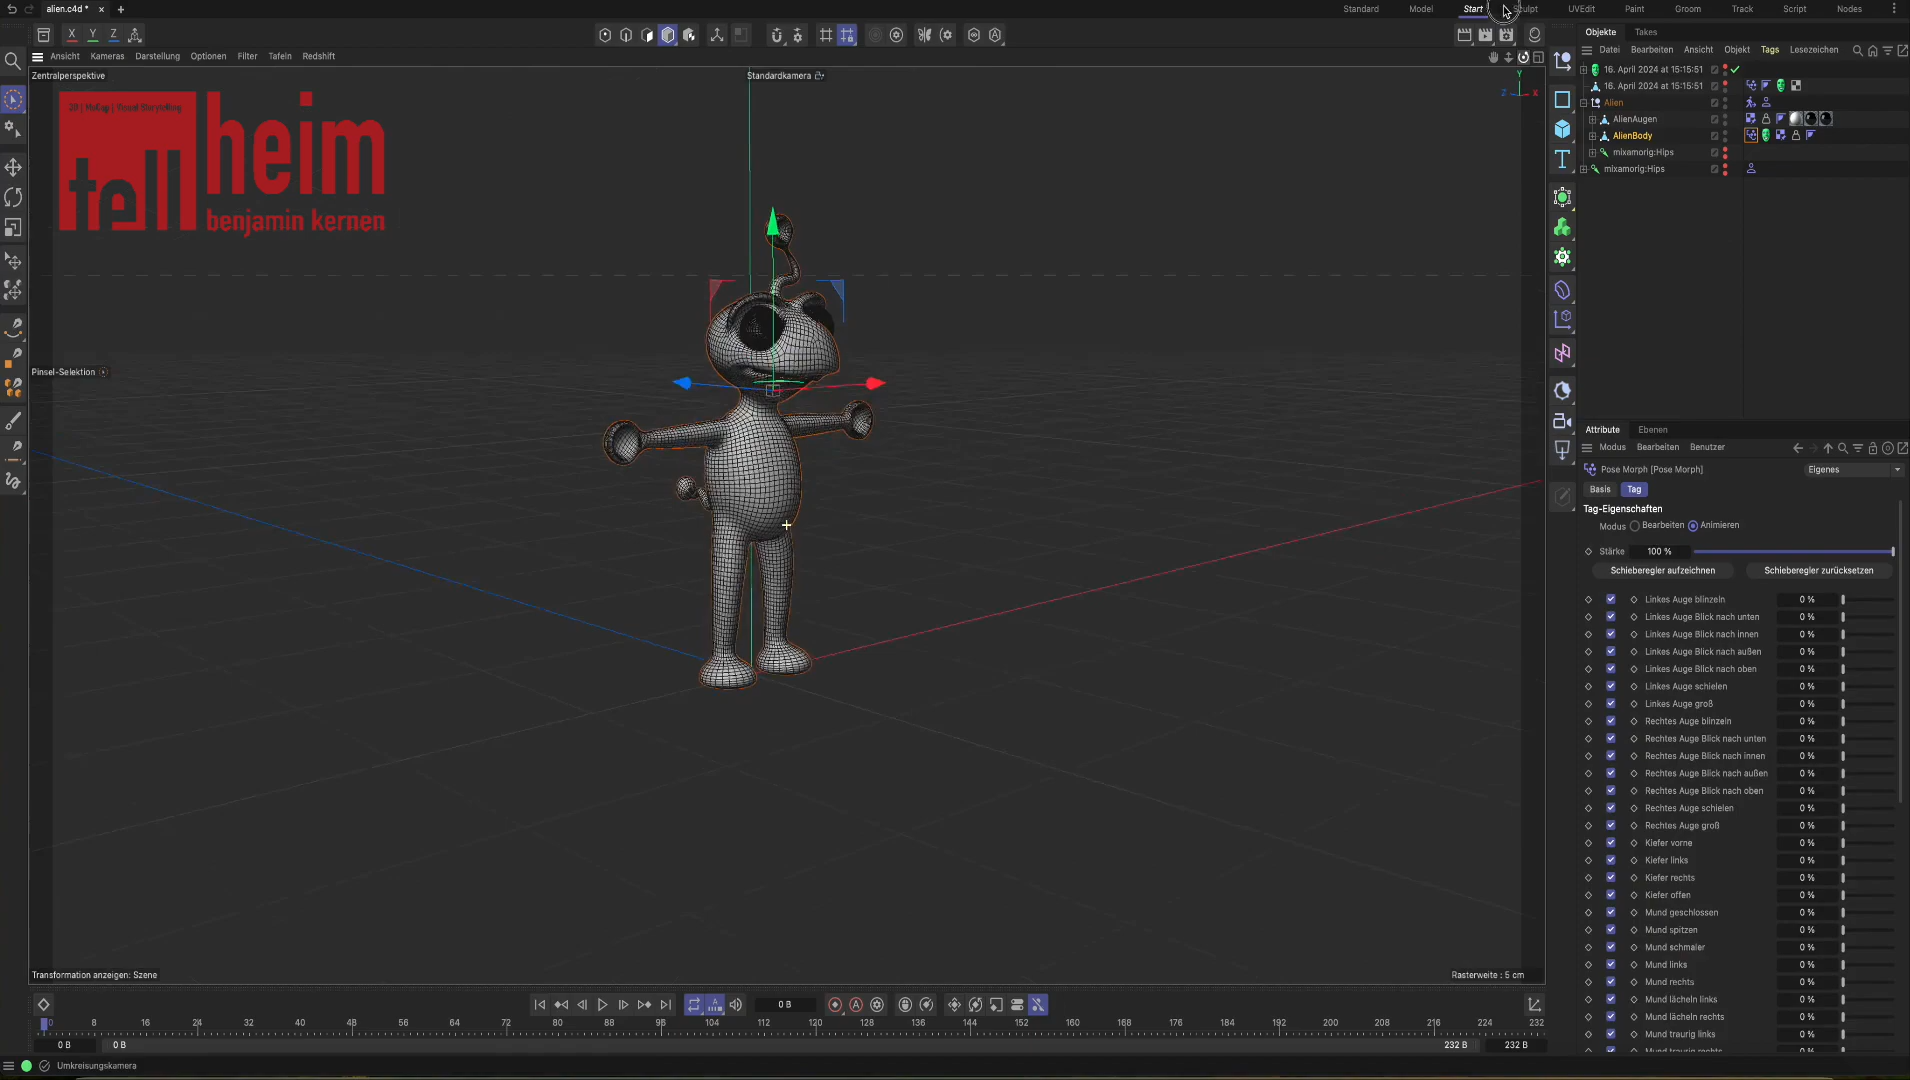 alien.c4d *
Standard
Model
Start
Sculpt
UVEdit
Paint
Groom
Track
Script
Nodes
X
Y
Z
Objekte
Takes
Ansicht
Kameras
Darstellung
Optionen
Filter
Tafeln
Redshift
Datei
Bearbeiten
Ansicht
Objekt
Tags
Lesezeichen
Zentralperspektive
Standardkamera
Y
Z
X
3D | MoCap | Visual Storytelling
tell
heim
benjamin kernen
16. April 2024 at 15:15:51
16. April 2024 at 15:15:51
Alien
AlienAugen
AlienBody
mixamorig:Hips
mixamorig:Hips
Pinsel-Selektion
Attribute
Ebenen
Modus
Bearbeiten
Benutzer
Pose Morph [Pose Morph]
Eigenes
Basis
Tag
Tag-Eigenschaften
Modus
Bearbeiten
Animieren
Stärke
100 %
Schieberegler aufzeichnen
Schieberegler zurücksetzen
Linkes Auge blinzeln 0 %
Linkes Auge Blick nach unten 0 %
Linkes Auge Blick nach innen 0 %
Linkes Auge Blick nach außen 0 %
Linkes Auge Blick nach oben 0 %
Linkes Auge schielen 0 %
Linkes Auge groß 0 %
Rechtes Auge blinzeln 0 %
Rechtes Auge Blick nach unten 0 %
Rechtes Auge Blick nach innen 0 %
Rechtes Auge Blick nach außen 0 %
Rechtes Auge Blick nach oben 0 %
Rechtes Auge schielen 0 %
Rechtes Auge groß 0 %
Kiefer vorne 0 %
Kiefer links 0 %
Kiefer rechts 0 %
Kiefer offen 0 %
Mund geschlossen 0 %
Mund spitzen 0 %
Mund schmaler 0 %
Mund links 0 %
Mund rechts 0 %
Mund lächeln links 0 %
Mund lächeln rechts 0 %
Mund traurig links 0 %
Mund traurig rechts 0 %
Transformation anzeigen: Szene
Rasterweite : 5 cm
0 B
0 8 16 24 32 40 48 56 64 72 80 88 96 104 112 120 128 136 144 152 160 168 176 184 192 200 208 216 224 232
0 B
0 B
232 B
232 B
Umkreisungskamera